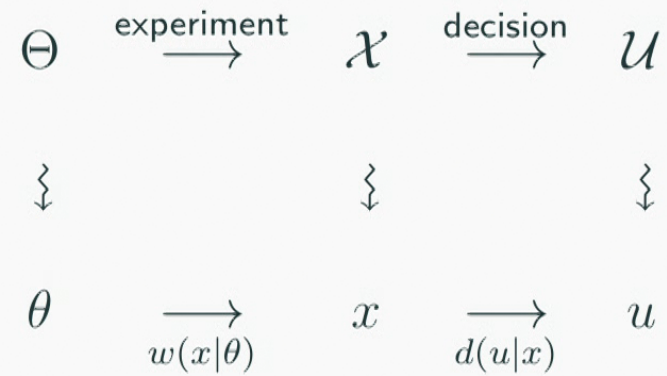 experiment decision
Θ ⟶ 𝒳 ⟶ 𝒰
θ ⟶ x ⟶ u
w(x|θ) d(u|x)